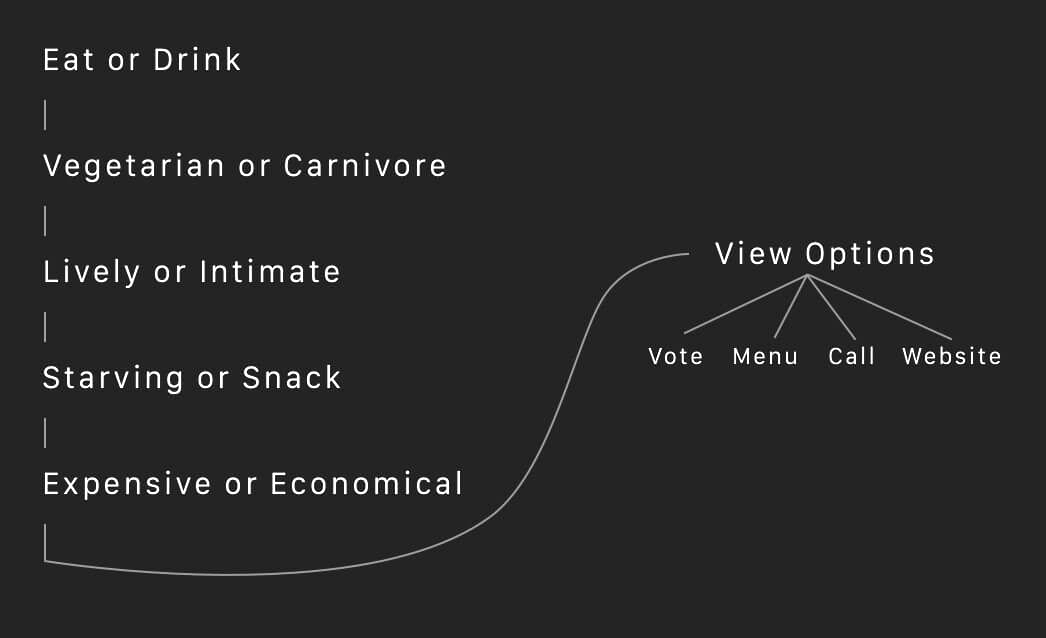 Eat or Drink
Vegetarian or Carnivore
Lively or Intimate
Starving or Snack
Expensive or Economical
View Options
Vote Menu Call Website